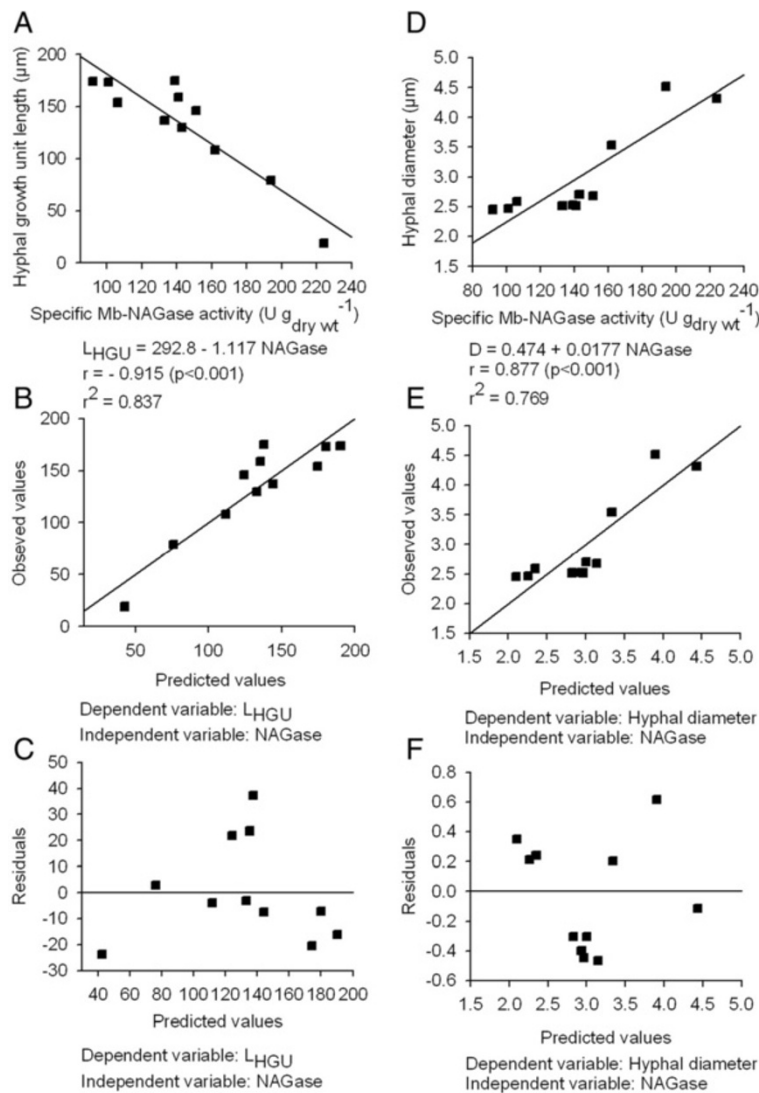 A
Hyphal growth unit length (µm)
200
150
100
50
0
100 120 140 160 180 200 220 240
Specific Mb-NAGase activity (U g dry wt -1)
L HGU = 292.8 - 1.117 NAGase
r = - 0.915 (p<0.001)
r2 = 0.837
B
Obseved values
200
150
100
50
0
50 100 150 200
Predicted values
Dependent variable: L HGU
Independent variable: NAGase
C
Residuals
50
40
30
20
10
0
-10
-20
-30
40 60 80 100 120 140 160 180 200
Predicted values
Dependent variable: L HGU
Independent variable: NAGase
D
Hyphal diameter (µm)
5.0
4.5
4.0
3.5
3.0
2.5
2.0
1.5
80 100 120 140 160 180 200 220 240
Specific Mb-NAGase activity (U g dry wt -1)
D = 0.474 + 0.0177 NAGase
r = 0.877 (p<0.001)
r2 = 0.769
E
Observed values
5.0
4.5
4.0
3.5
3.0
2.5
2.0
1.5
1.5 2.0 2.5 3.0 3.5 4.0 4.5 5.0
Predicted values
Dependent variable: Hyphal diameter
Independent variable: NAGase
F
Residuals
0.8
0.6
0.4
0.2
0.0
-0.2
-0.4
-0.6
1.5 2.0 2.5 3.0 3.5 4.0 4.5 5.0
Predicted values
Dependent variable: Hyphal diameter
Independent variable: NAGase